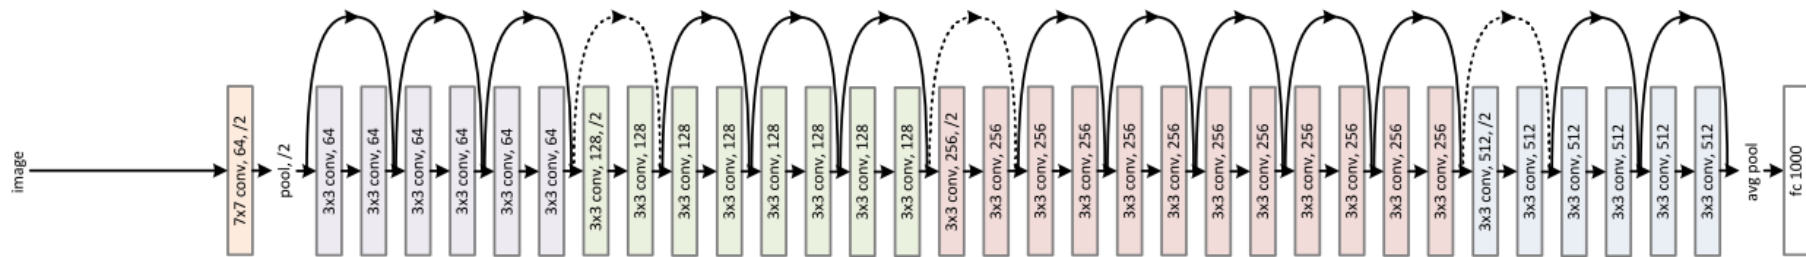 image
7x7 conv, 64, /2
pool, /2
3x3 conv, 64
3x3 conv, 64
3x3 conv, 64
3x3 conv, 64
3x3 conv, 64
3x3 conv, 64
3x3 conv, 128, /2
3x3 conv, 128
3x3 conv, 128
3x3 conv, 128
3x3 conv, 128
3x3 conv, 128
3x3 conv, 128
3x3 conv, 128
3x3 conv, 256, /2
3x3 conv, 256
3x3 conv, 256
3x3 conv, 256
3x3 conv, 256
3x3 conv, 256
3x3 conv, 256
3x3 conv, 256
3x3 conv, 256
3x3 conv, 256
3x3 conv, 256
3x3 conv, 256
3x3 conv, 512, /2
3x3 conv, 512
3x3 conv, 512
3x3 conv, 512
3x3 conv, 512
3x3 conv, 512
avg pool
fc 1000